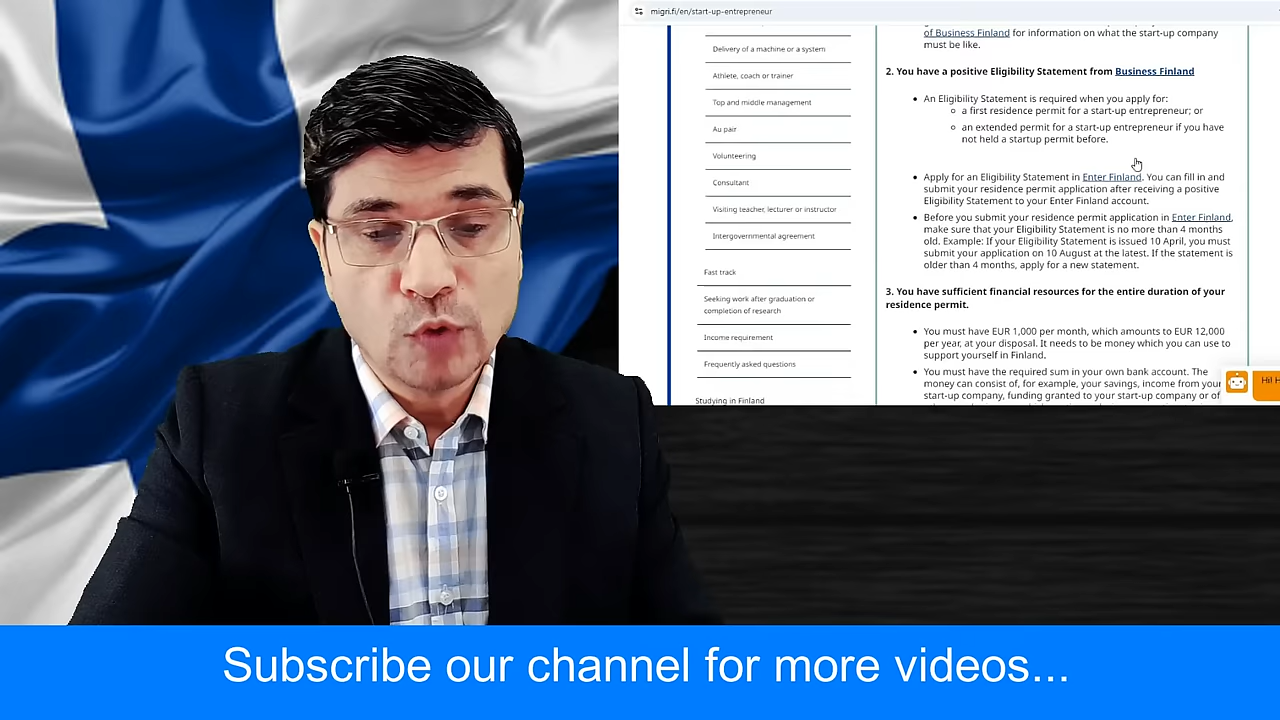 migri.fi/en/start-up-entrepreneur
Delivery of a machine or a system
Athlete, coach or trainer
Top and middle management
Au pair
Volunteering
Consultant
Visiting teacher, lecturer or instructor
Intergovernmental agreement
Fast track
Seeking work after graduation or
completion of research
Income requirement
Frequently asked questions
Studying in Finland
of Business Finland for information on what the start-up company
must be like.
2. You have a positive Eligibility Statement from Business Finland
An Eligibility Statement is required when you apply for:
a first residence permit for a start-up entrepreneur; or
an extended permit for a start-up entrepreneur if you have
not held a startup permit before.
Apply for an Eligibility Statement in Enter Finland. You can fill in and
submit your residence permit application after receiving a positive
Eligibility Statement to your Enter Finland account.
Before you submit your residence permit application in Enter Finland,
make sure that your Eligibility Statement is no more than 4 months
old. Example: If your Eligibility Statement is issued 10 April, you must
submit your application on 10 August at the latest. If the statement is
older than 4 months, apply for a new statement.
3. You have sufficient financial resources for the entire duration of your
residence permit.
You must have EUR 1,000 per month, which amounts to EUR 12,000
per year, at your disposal. It needs to be money which you can use to
support yourself in Finland.
You must have the required sum in your own bank account. The
money can consist of, for example, your savings, income from your
start-up company, funding granted to your start-up company or of
Hi! H
Subscribe our channel for more videos...